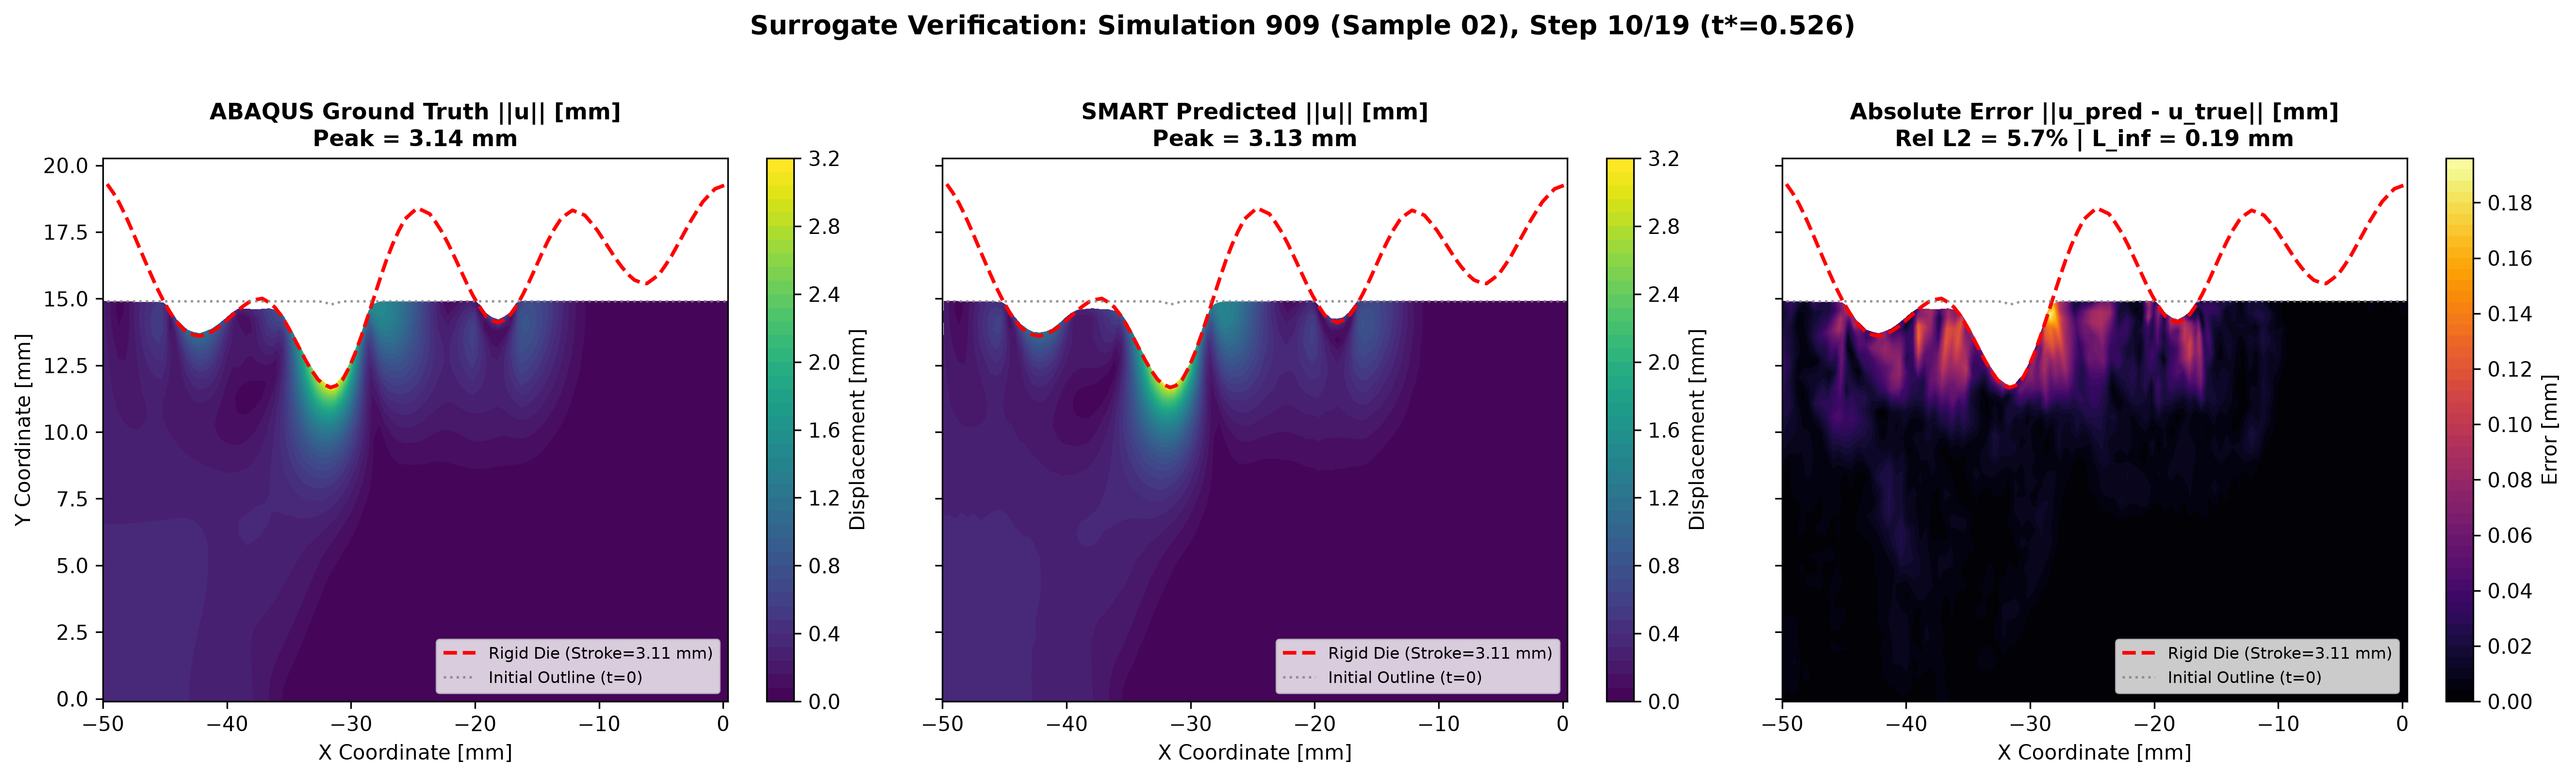 Surrogate Verification: Simulation 909 (Sample 02), Step 10/19 (t*=0.526)
ABAQUS Ground Truth ||u|| [mm]
Peak = 3.14 mm
20.0
17.5
15.0
12.5
10.0
7.5
5.0
2.5
0.0
Y Coordinate [mm]
−50
−40
−30
−20
−10
0
X Coordinate [mm]
Rigid Die (Stroke=3.11 mm)
Initial Outline (t=0)
3.2
2.8
2.4
2.0
1.6
1.2
0.8
0.4
0.0
Displacement [mm]
SMART Predicted ||u|| [mm]
Peak = 3.13 mm
−50
−40
−30
−20
−10
0
X Coordinate [mm]
Rigid Die (Stroke=3.11 mm)
Initial Outline (t=0)
3.2
2.8
2.4
2.0
1.6
1.2
0.8
0.4
0.0
Displacement [mm]
Absolute Error ||u_pred - u_true|| [mm]
Rel L2 = 5.7% | L_inf = 0.19 mm
−50
−40
−30
−20
−10
0
X Coordinate [mm]
Rigid Die (Stroke=3.11 mm)
Initial Outline (t=0)
0.18
0.16
0.14
0.12
0.10
0.08
0.06
0.04
0.02
0.00
Error [mm]